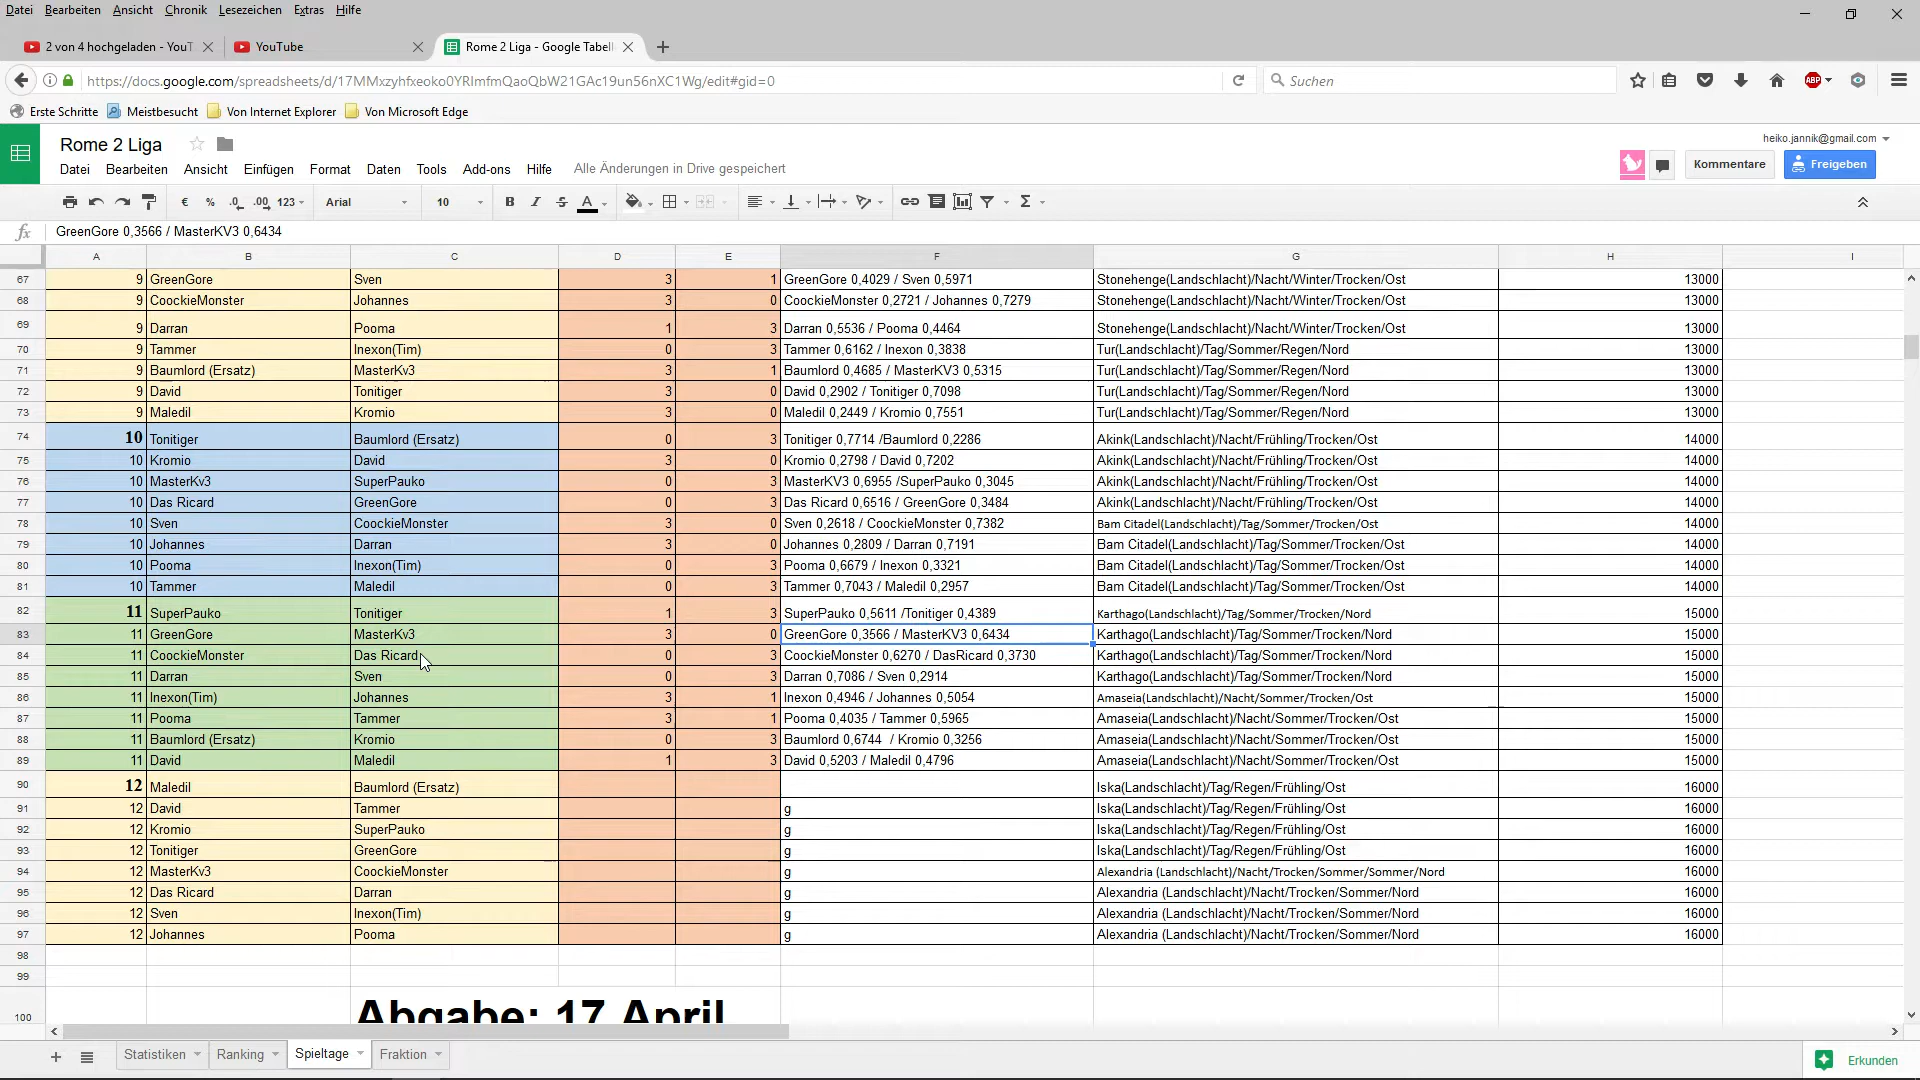 Datei Bearbeiten Ansicht Chronik Lesezeichen Extras Hilfe
2 von 4 hochgeladen - YouT YouTube Rome 2 Liga - Google Tabell
https://docs.google.com/spreadsheets/d/17MMxzyhfxeoko0YRImfmQaoQbW21GAc19un56nXC1Wg/edit#gid=0 Suchen ABP
Erste Schritte Meistbesucht Von Internet Explorer Von Microsoft Edge
Rome 2 Liga heiko.jannik@gmail.com
Datei Bearbeiten Ansicht Einfügen Format Daten Tools Add-ons Hilfe Alle Änderungen in Drive gespeichert Kommentare Freigeben
€ % .0 .00 123 Arial 10 B I S A Σ
fx GreenGore 0,3566 / MasterKV3 0,6434
A B C D E F G H I
67 9 GreenGore Sven 3 1 GreenGore 0,4029 / Sven 0,5971 Stonehenge(Landschlacht)/Nacht/Winter/Trocken/Ost 13000
68 9 CoockieMonster Johannes 3 0 CoockieMonster 0,2721 / Johannes 0,7279 Stonehenge(Landschlacht)/Nacht/Winter/Trocken/Ost 13000
69 9 Darran Pooma 1 3 Darran 0,5536 / Pooma 0,4464 Stonehenge(Landschlacht)/Nacht/Winter/Trocken/Ost 13000
70 9 Tammer Inexon(Tim) 0 3 Tammer 0,6162 / Inexon 0,3838 Tur(Landschlacht)/Tag/Sommer/Regen/Nord 13000
71 9 Baumlord (Ersatz) MasterKv3 3 1 Baumlord 0,4685 / MasterKV3 0,5315 Tur(Landschlacht)/Tag/Sommer/Regen/Nord 13000
72 9 David Tonitiger 3 0 David 0,2902 / Tonitiger 0,7098 Tur(Landschlacht)/Tag/Sommer/Regen/Nord 13000
73 9 Maledil Kromio 3 0 Maledil 0,2449 / Kromio 0,7551 Tur(Landschlacht)/Tag/Sommer/Regen/Nord 13000
74 10 Tonitiger Baumlord (Ersatz) 0 3 Tonitiger 0,7714 /Baumlord 0,2286 Akink(Landschlacht)/Nacht/Frühling/Trocken/Ost 14000
75 10 Kromio David 3 0 Kromio 0,2798 / David 0,7202 Akink(Landschlacht)/Nacht/Frühling/Trocken/Ost 14000
76 10 MasterKv3 SuperPauko 0 3 MasterKV3 0,6955 /SuperPauko 0,3045 Akink(Landschlacht)/Nacht/Frühling/Trocken/Ost 14000
77 10 Das Ricard GreenGore 0 3 Das Ricard 0,6516 / GreenGore 0,3484 Akink(Landschlacht)/Nacht/Frühling/Trocken/Ost 14000
78 10 Sven CoockieMonster 3 0 Sven 0,2618 / CoockieMonster 0,7382 Bam Citadel(Landschlacht)/Tag/Sommer/Trocken/Ost 14000
79 10 Johannes Darran 3 0 Johannes 0,2809 / Darran 0,7191 Bam Citadel(Landschlacht)/Tag/Sommer/Trocken/Ost 14000
80 10 Pooma Inexon(Tim) 0 3 Pooma 0,6679 / Inexon 0,3321 Bam Citadel(Landschlacht)/Tag/Sommer/Trocken/Ost 14000
81 10 Tammer Maledil 0 3 Tammer 0,7043 / Maledil 0,2957 Bam Citadel(Landschlacht)/Tag/Sommer/Trocken/Ost 14000
82 11 SuperPauko Tonitiger 1 3 SuperPauko 0,5611 /Tonitiger 0,4389 Karthago(Landschlacht)/Tag/Sommer/Trocken/Nord 15000
83 11 GreenGore MasterKv3 3 0 GreenGore 0,3566 / MasterKV3 0,6434 Karthago(Landschlacht)/Tag/Sommer/Trocken/Nord 15000
84 11 CoockieMonster Das Ricard 0 3 CoockieMonster 0,6270 / DasRicard 0,3730 Karthago(Landschlacht)/Tag/Sommer/Trocken/Nord 15000
85 11 Darran Sven 0 3 Darran 0,7086 / Sven 0,2914 Karthago(Landschlacht)/Tag/Sommer/Trocken/Nord 15000
86 11 Inexon(Tim) Johannes 3 1 Inexon 0,4946 / Johannes 0,5054 Amaseia(Landschlacht)/Nacht/Sommer/Trocken/Ost 15000
87 11 Pooma Tammer 3 1 Pooma 0,4035 / Tammer 0,5965 Amaseia(Landschlacht)/Nacht/Sommer/Trocken/Ost 15000
88 11 Baumlord (Ersatz) Kromio 0 3 Baumlord 0,6744 / Kromio 0,3256 Amaseia(Landschlacht)/Nacht/Sommer/Trocken/Ost 15000
89 11 David Maledil 1 3 David 0,5203 / Maledil 0,4796 Amaseia(Landschlacht)/Nacht/Sommer/Trocken/Ost 15000
90 12 Maledil Baumlord (Ersatz) Iska(Landschlacht)/Tag/Regen/Frühling/Ost 16000
91 12 David Tammer g Iska(Landschlacht)/Tag/Regen/Frühling/Ost 16000
92 12 Kromio SuperPauko g Iska(Landschlacht)/Tag/Regen/Frühling/Ost 16000
93 12 Tonitiger GreenGore g Iska(Landschlacht)/Tag/Regen/Frühling/Ost 16000
94 12 MasterKv3 CoockieMonster g Alexandria (Landschlacht)/Nacht/Trocken/Sommer/Sommer/Nord 16000
95 12 Das Ricard Darran g Alexandria (Landschlacht)/Nacht/Trocken/Sommer/Nord 16000
96 12 Sven Inexon(Tim) g Alexandria (Landschlacht)/Nacht/Trocken/Sommer/Nord 16000
97 12 Johannes Pooma g Alexandria (Landschlacht)/Nacht/Trocken/Sommer/Nord 16000
98
99
100 Abgabe: 17 April
Statistiken Ranking Spieltage Fraktion Erkunden